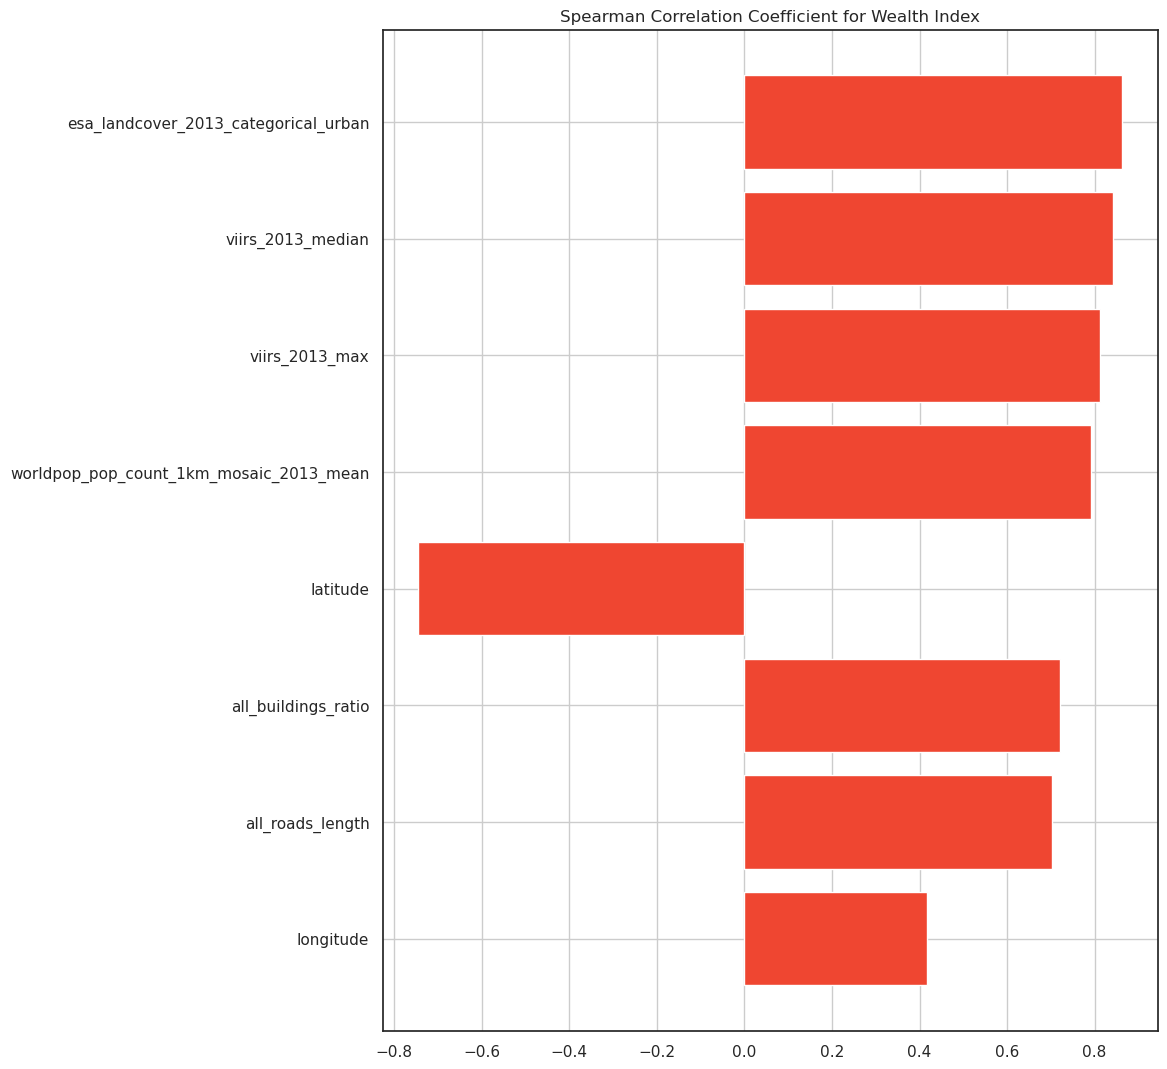 Spearman Correlation Coefficient for Wealth Index
esa_landcover_2013_categorical_urban
viirs_2013_median
viirs_2013_max
worldpop_pop_count_1km_mosaic_2013_mean
latitude
all_buildings_ratio
all_roads_length
longitude
−0.8 −0.6 −0.4 −0.2 0.0 0.2 0.4 0.6 0.8